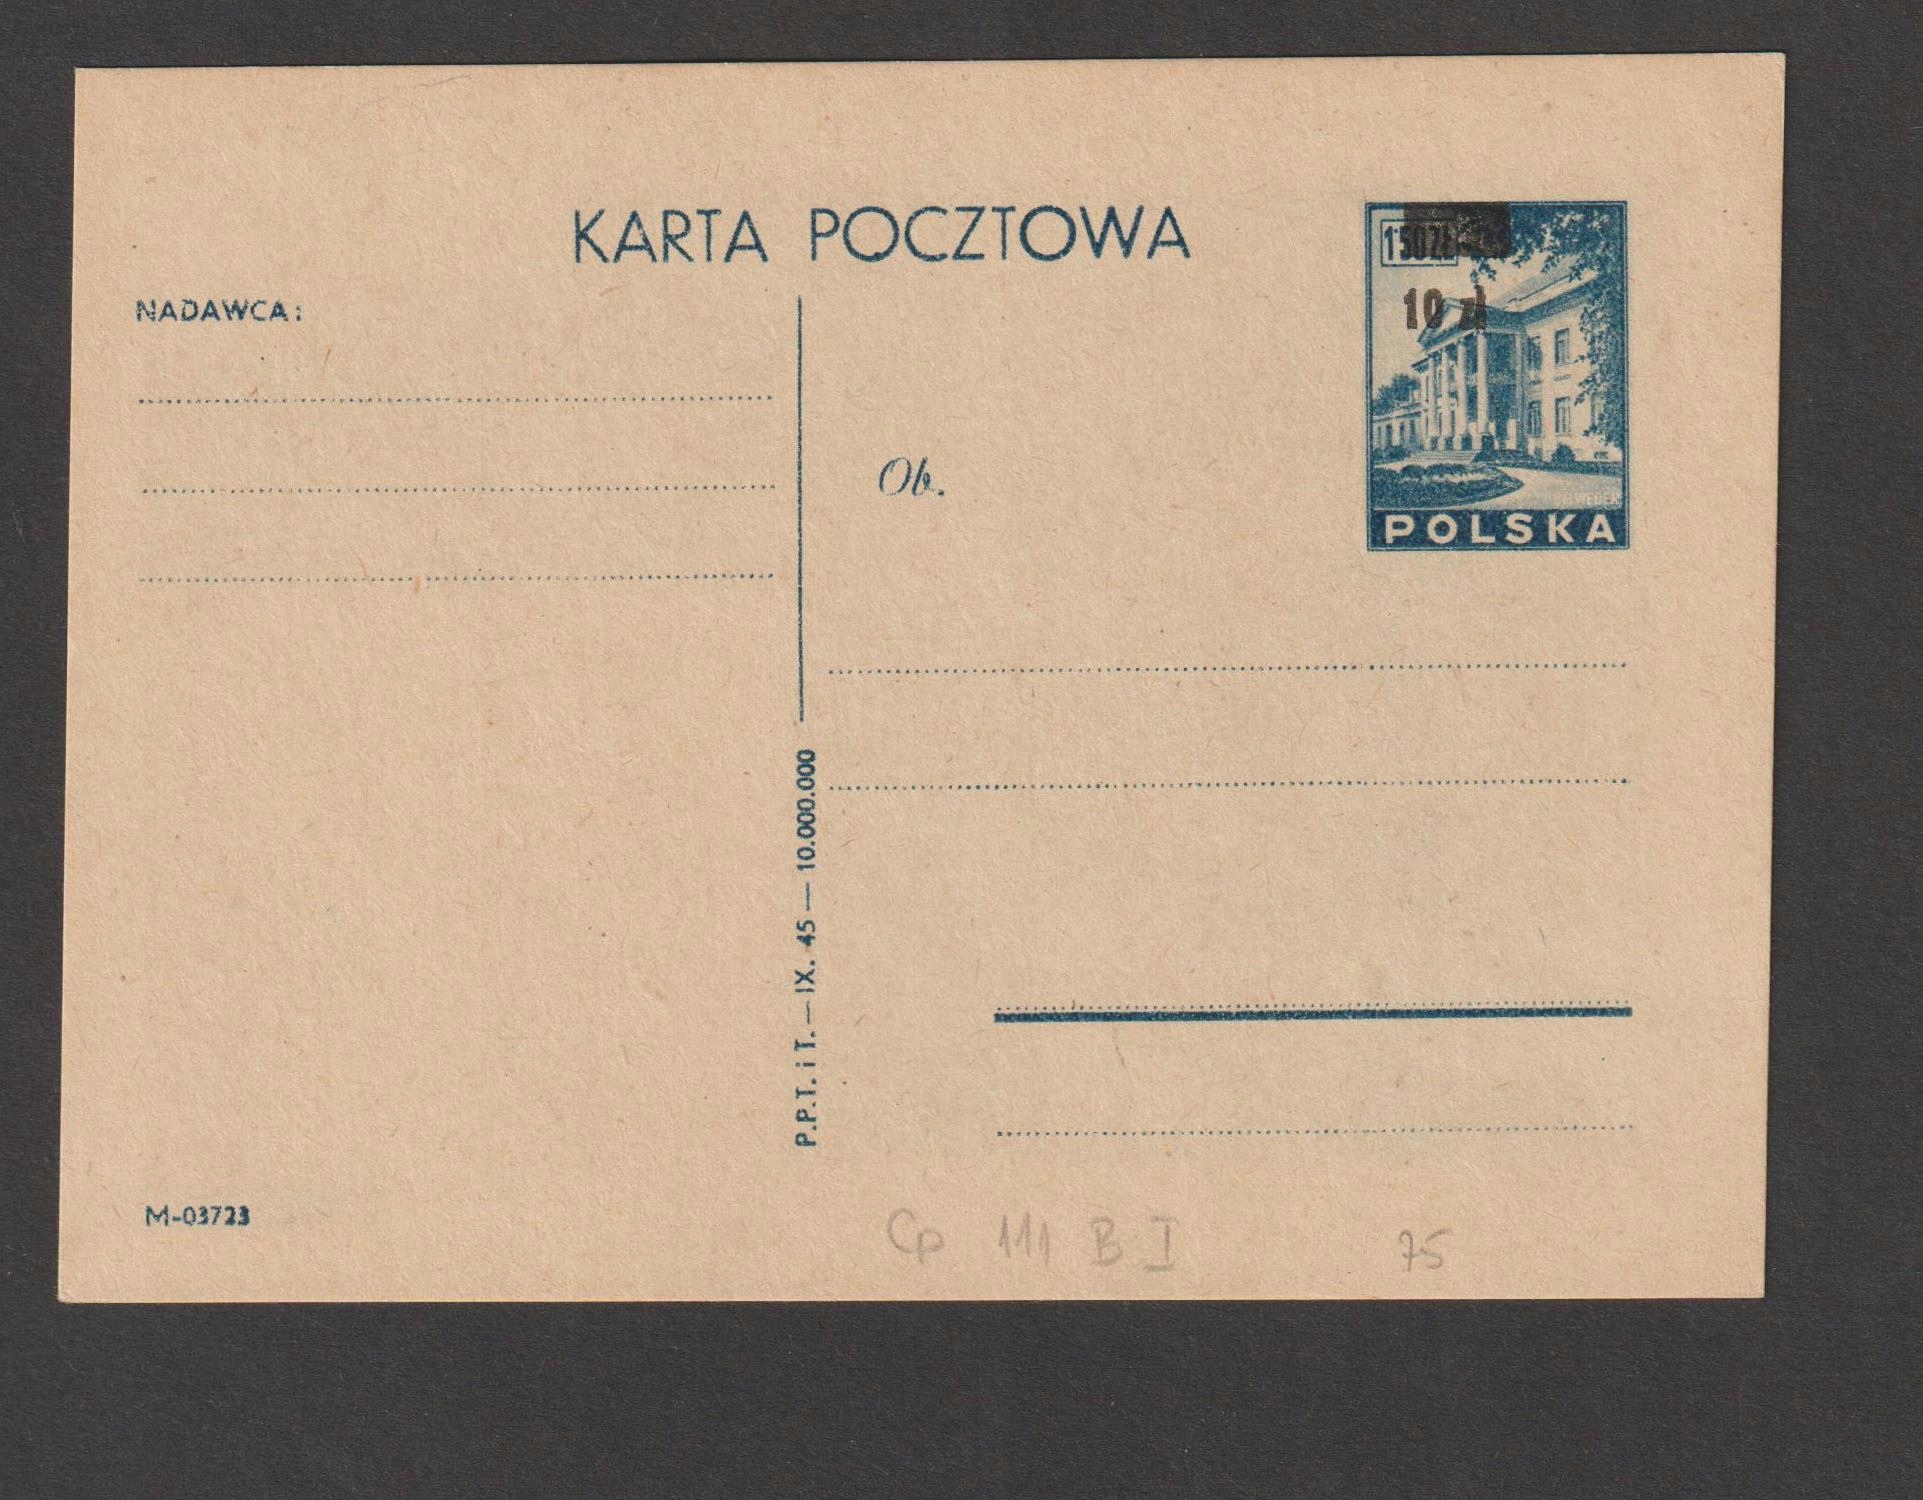 KARTA POCZTOWA
NADAWCA:
1'50 ZŁ
10 zł
BELWEDER
POLSKA
Ob.
P.P.T. i T. — IX. 45 — 10.000.000
M-03723
Cp 111 B I 75